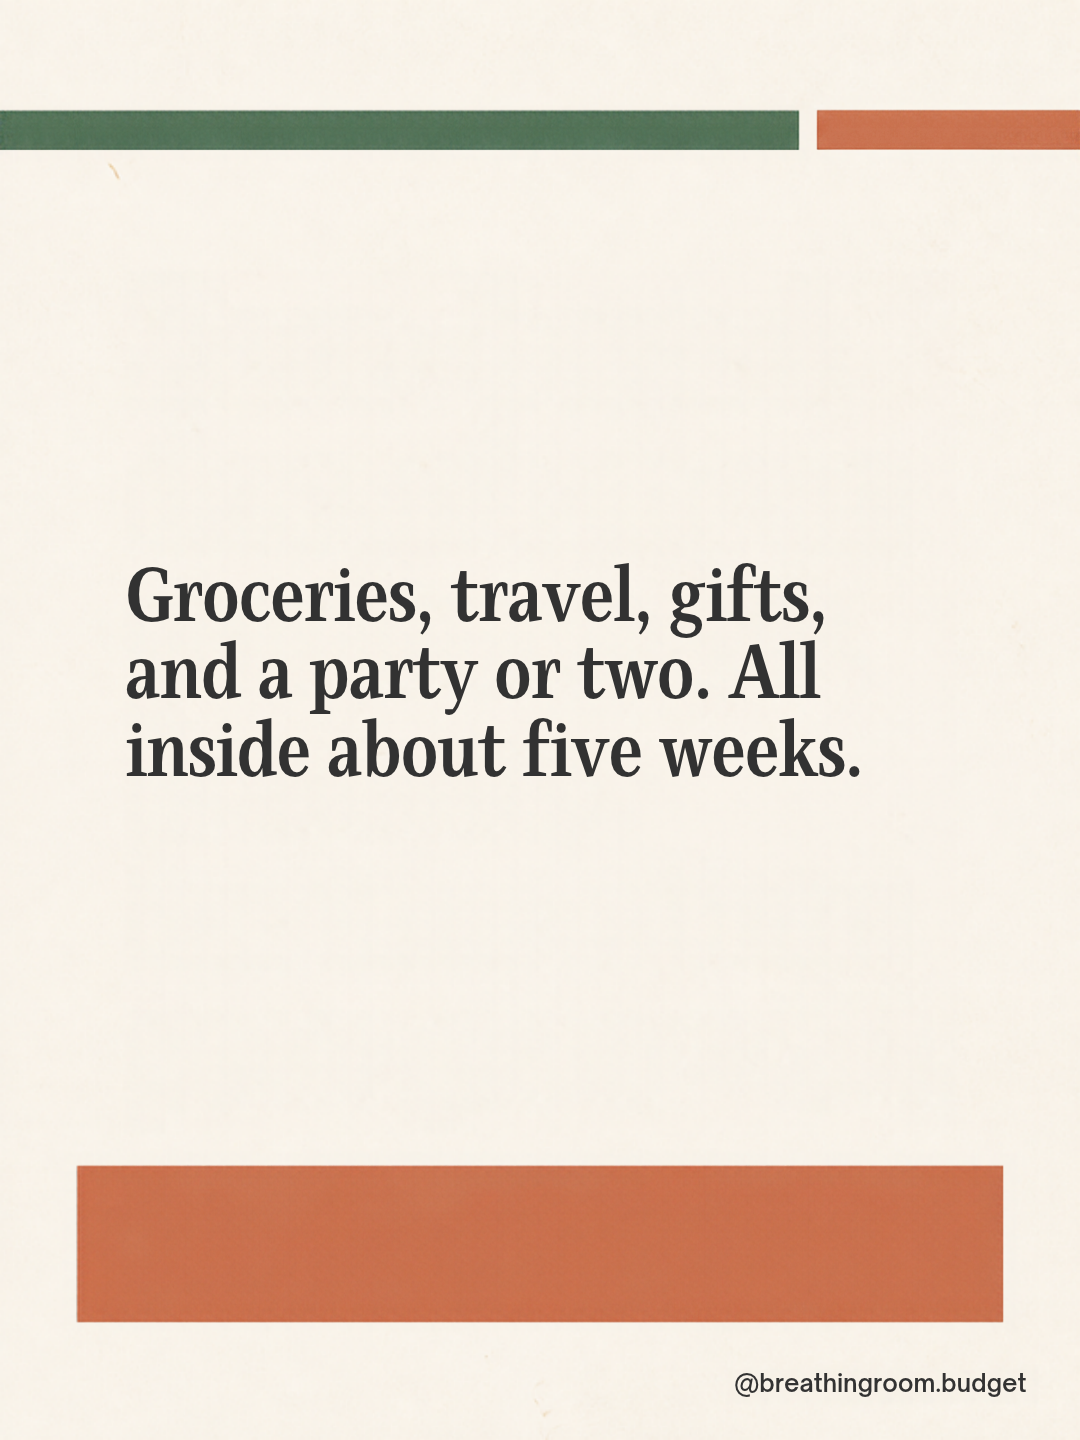 Groceries, travel, gifts,
and a party or two. All
inside about five weeks.
@breathingroom.budget